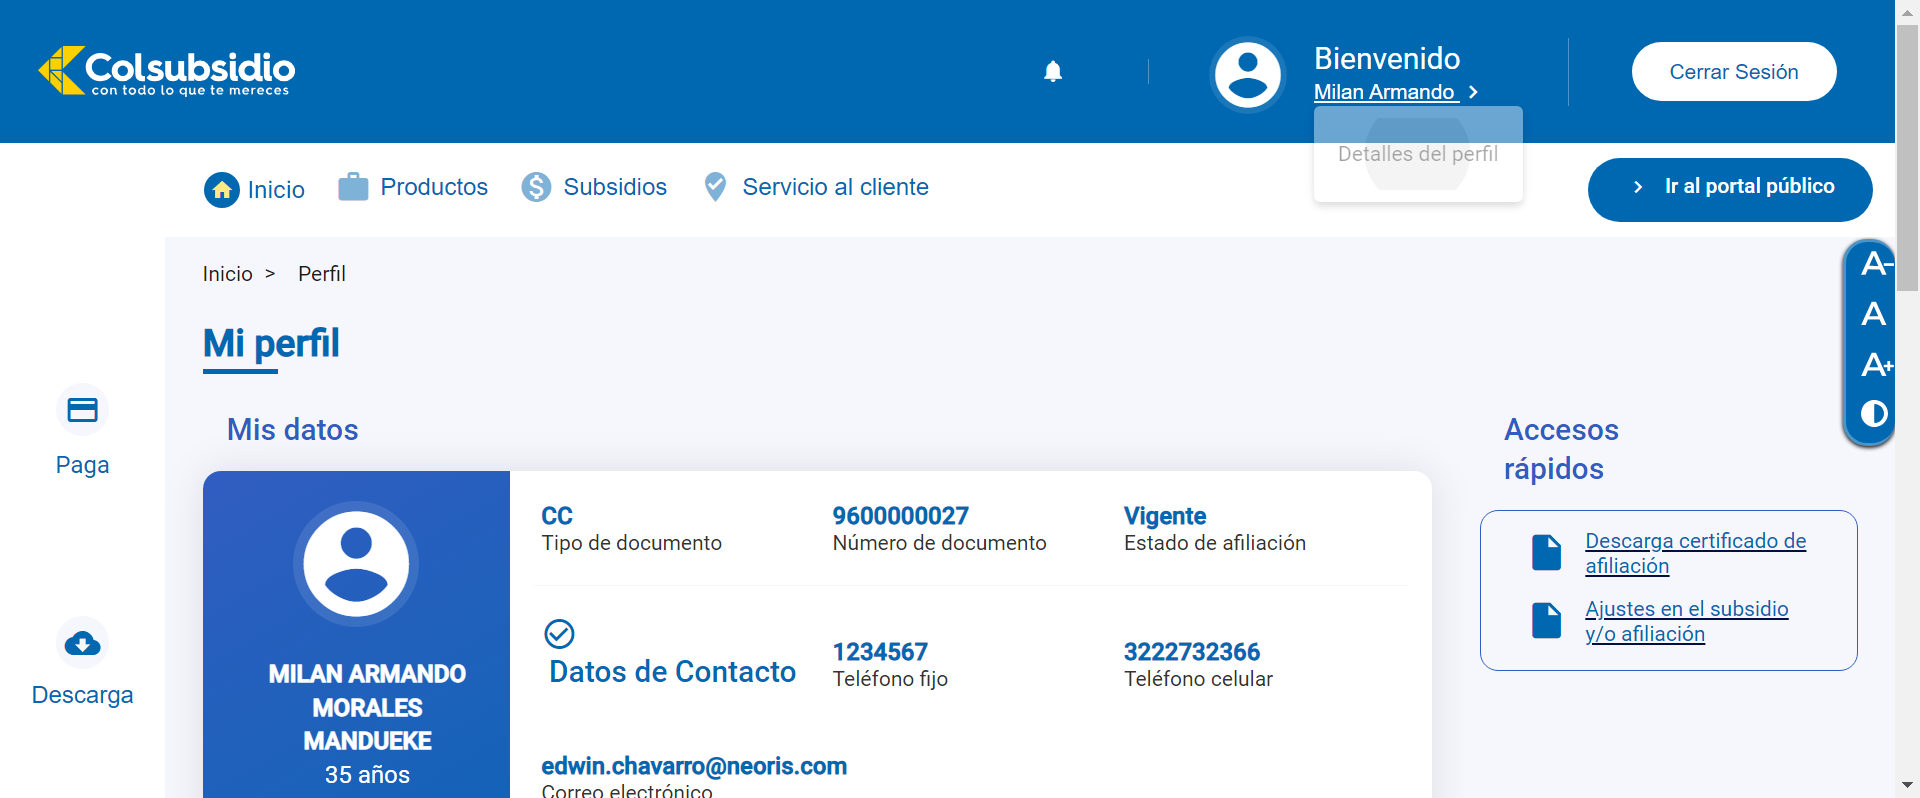 Colsubsidio
con todo lo que te mereces
Bienvenido
Milan Armando
Cerrar Sesión
Detalles del perfil
Inicio
Productos
Subsidios
Servicio al cliente
Ir al portal público
Inicio > Perfil
A-
A
A+
Mi perfil
Mis datos
Accesos
rápidos
Paga
Descarga
CC
Tipo de documento
9600000027
Número de documento
Vigente
Estado de afiliación
Descarga certificado de
afiliación
Ajustes en el subsidio
y/o afiliación
Datos de Contacto
1234567
Teléfono fijo
3222732366
Teléfono celular
MILAN ARMANDO
MORALES
MANDUEKE
35 años
edwin.chavarro@neoris.com
Correo electrónico